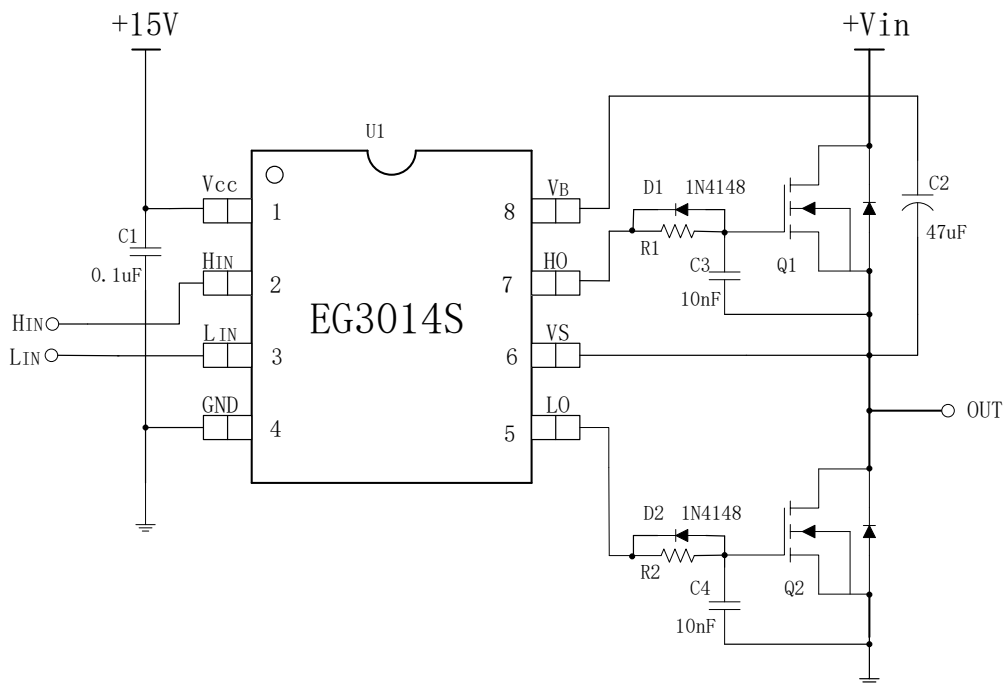 +15V
+Vin
U1
Vcc
1
VB
8
D1 1N4148
C2
47uF
C1
0.1uF
HIN
2
HO
7
R1
C3
10nF
Q1
EG3014S
HIN
LIN
LIN
3
VS
6
GND
4
LO
5
OUT
D2 1N4148
R2
C4
10nF
Q2